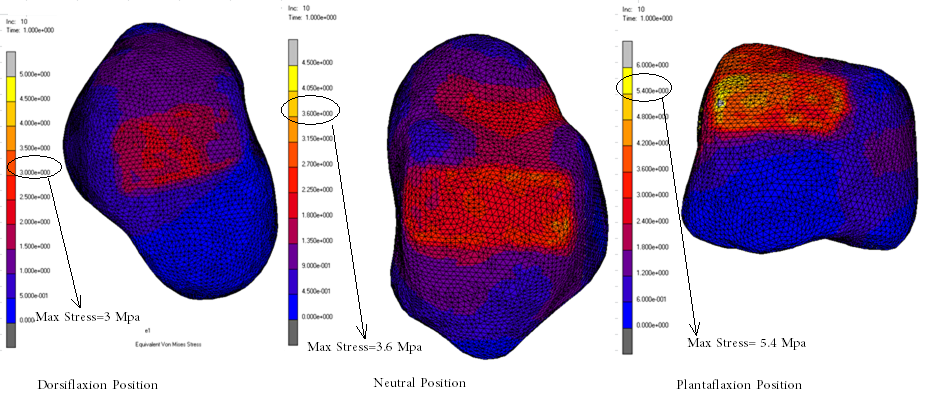 Inc: 10
Time: 1.000e+000
5.000e+000
4.500e+000
4.000e+000
3.500e+000
3.000e+000
2.500e+000
2.000e+000
1.500e+000
1.000e+000
5.000e-001
0.000
Max Stress=3 Mpa
e1
Equivalent Von Mises Stress
Dorsiflaxion Position
Inc: 10
Time: 1.000e+000
4.500e+000
3.600e+000
3.150e+000
2.700e+000
2.250e+000
1.800e+000
1.350e+000
9.000e-001
4.500e-001
0.000e+000
Max Stress=3.6 Mpa
Neutral Position
Inc: 10
Time: 1.000e+000
6.000e+000
5.400e+000
4.800e+000
4.200e+000
3.600e+000
3.000e+000
2.400e+000
1.800e+000
1.200e+000
6.000e-001
0.000e+000
Max Stress= 5.4 Mpa
Plantaflaxion Position